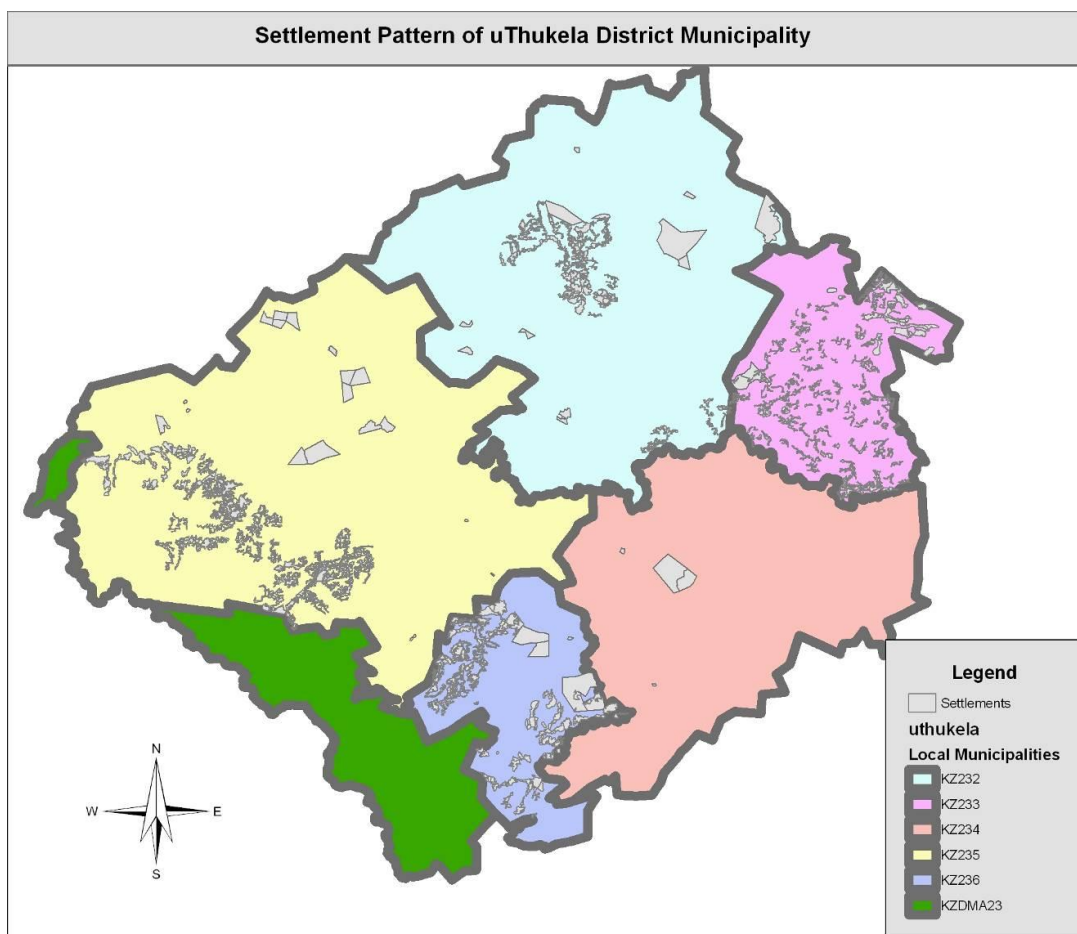 Settlement Pattern of uThukela District Municipality
N
W E
S
Legend
Settlements
uthukela
Local Municipalities
KZ232
KZ233
KZ234
KZ235
KZ236
KZDMA23